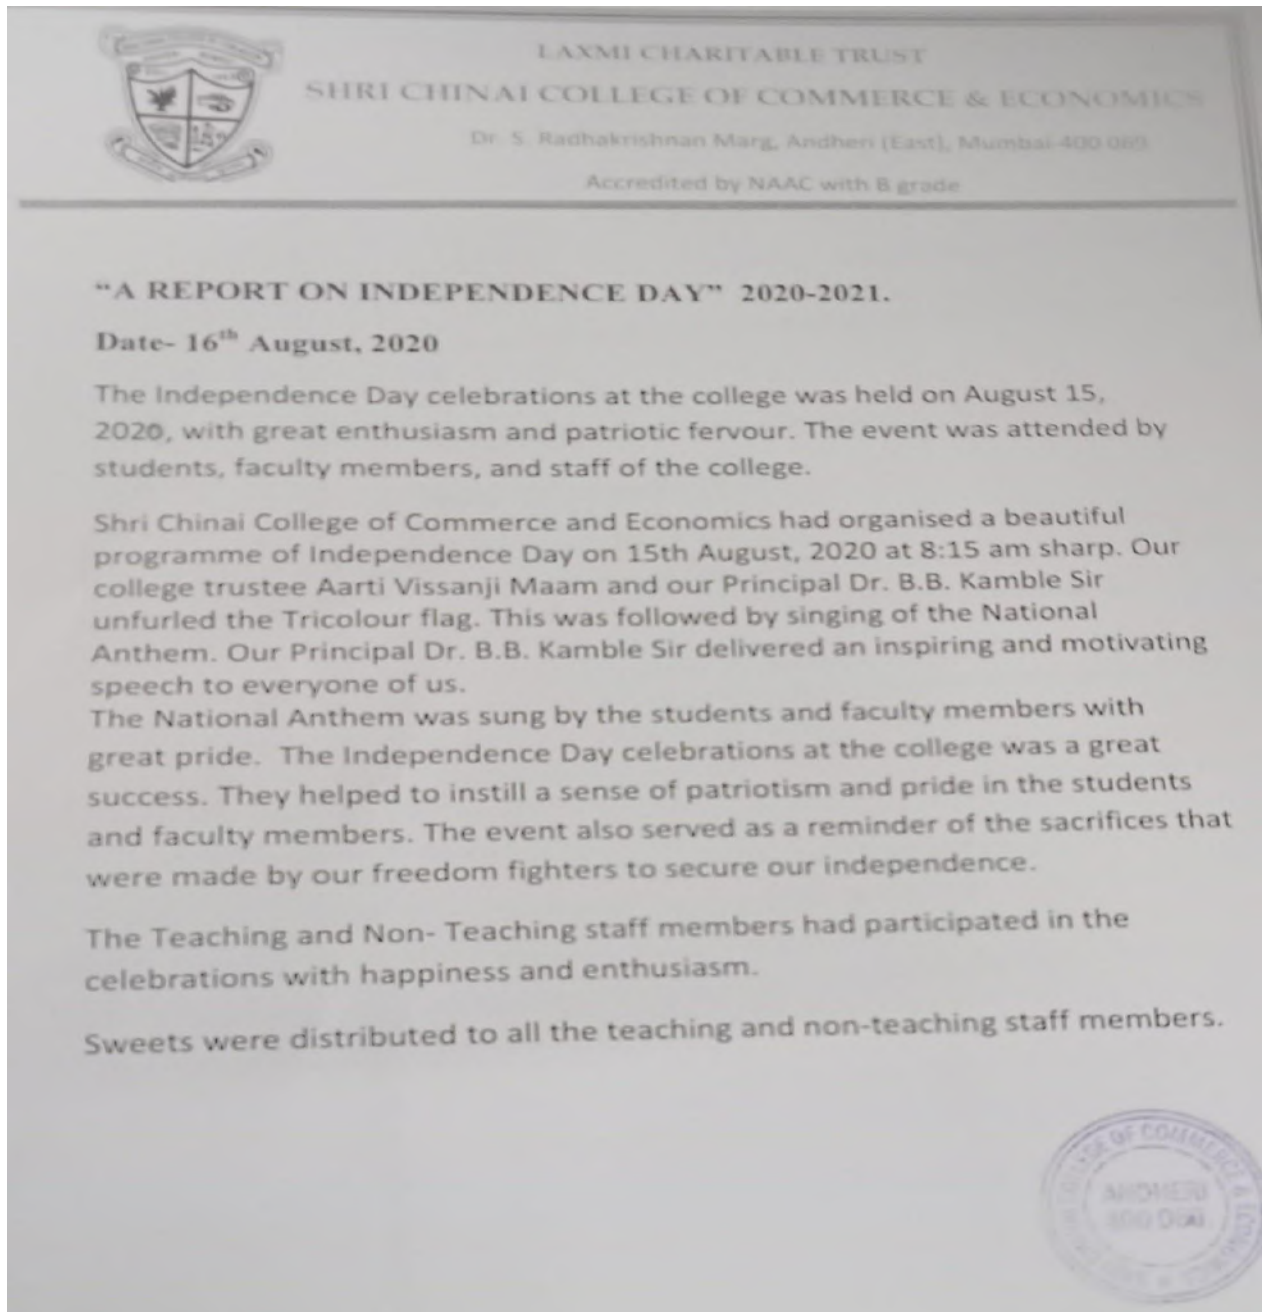 LAXMI CHARITABLE TRUST
SHRI CHINAI COLLEGE OF COMMERCE & ECONOMICS
Dr. S. Radhakrishnan Marg, Andheri (East), Mumbai-400 069
Accredited by NAAC with B grade
“A REPORT ON INDEPENDENCE DAY” 2020-2021.
Date- 16th August, 2020
The Independence Day celebrations at the college was held on August 15,
2020, with great enthusiasm and patriotic fervour. The event was attended by
students, faculty members, and staff of the college.
Shri Chinai College of Commerce and Economics had organised a beautiful
programme of Independence Day on 15th August, 2020 at 8:15 am sharp. Our
college trustee Aarti Vissanji Maam and our Principal Dr. B.B. Kamble Sir
unfurled the Tricolour flag. This was followed by singing of the National
Anthem. Our Principal Dr. B.B. Kamble Sir delivered an inspiring and motivating
speech to everyone of us.
The National Anthem was sung by the students and faculty members with
great pride.  The Independence Day celebrations at the college was a great
success. They helped to instill a sense of patriotism and pride in the students
and faculty members. The event also served as a reminder of the sacrifices that
were made by our freedom fighters to secure our independence.
The Teaching and Non- Teaching staff members had participated in the
celebrations with happiness and enthusiasm.
Sweets were distributed to all the teaching and non-teaching staff members.
OF COMMERCE & ECONOMICS
ANDHERI